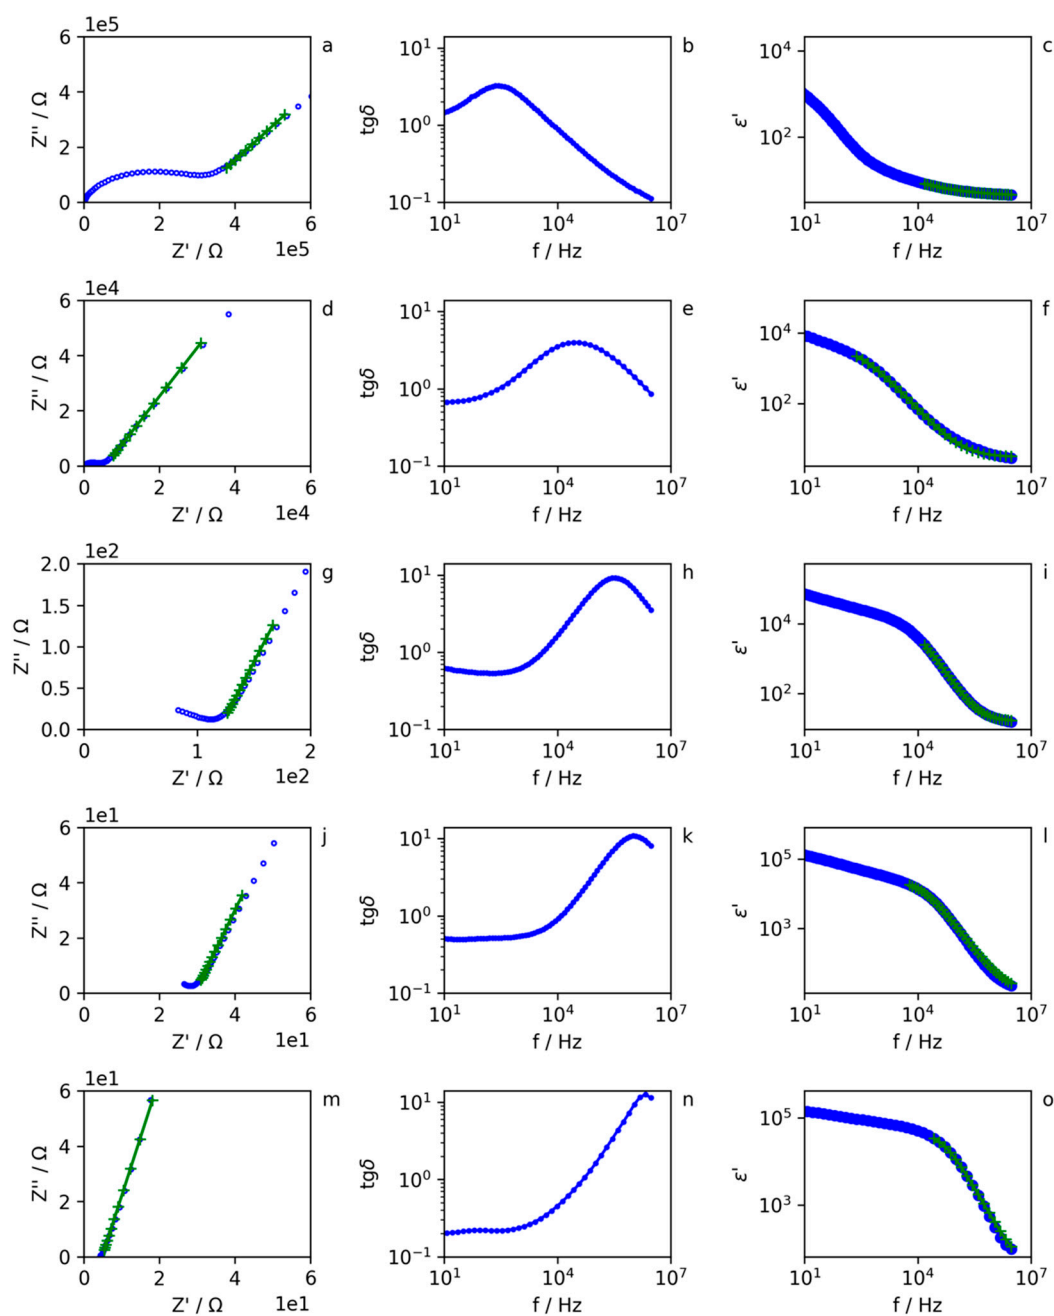 1e5
a
b
c
6
4
2
0
Z'' / Ω
0 2 4 6
1e5
Z' / Ω
10¹
10⁰
10⁻¹
tgδ
10¹ 10⁴ 10⁷
f / Hz
10⁴
10²
ε'
10¹ 10⁴ 10⁷
f / Hz
1e4
d
e
f
6
4
2
0
Z'' / Ω
0 2 4 6
1e4
Z' / Ω
10¹
10⁰
10⁻¹
tgδ
10¹ 10⁴ 10⁷
f / Hz
10⁴
10²
ε'
10¹ 10⁴ 10⁷
f / Hz
1e2
g
h
i
2.0
1.5
1.0
0.5
0.0
Z'' / Ω
0 1 2
1e2
Z' / Ω
10¹
10⁰
10⁻¹
tgδ
10¹ 10⁴ 10⁷
f / Hz
10⁴
10²
ε'
10¹ 10⁴ 10⁷
f / Hz
1e1
j
k
l
6
4
2
0
Z'' / Ω
0 2 4 6
1e1
Z' / Ω
10¹
10⁰
10⁻¹
tgδ
10¹ 10⁴ 10⁷
f / Hz
10⁵
10³
ε'
10¹ 10⁴ 10⁷
f / Hz
1e1
m
n
o
6
4
2
0
Z'' / Ω
0 2 4 6
1e1
Z' / Ω
10¹
10⁰
10⁻¹
tgδ
10¹ 10⁴ 10⁷
f / Hz
10⁵
10³
ε'
10¹ 10⁴ 10⁷
f / Hz